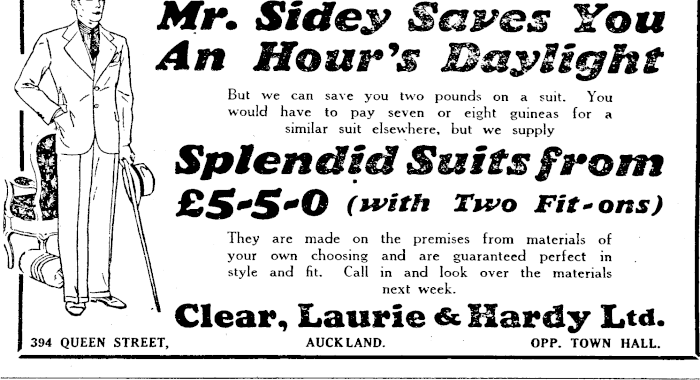 Mr. Sidey Saves You
An Hour's Daylight
But we can save you two pounds on a suit. You
would have to pay seven or eight guineas for a
similar suit elsewhere, but we supply
Splendid Suits from
£5-5-0 (with Two Fit-ons)
They are made on the premises from materials of
your own choosing and are guaranteed perfect in
style and fit. Call in and look over the materials
next week.
Clear, Laurie & Hardy Ltd.
394 QUEEN STREET, AUCKLAND. OPP. TOWN HALL.